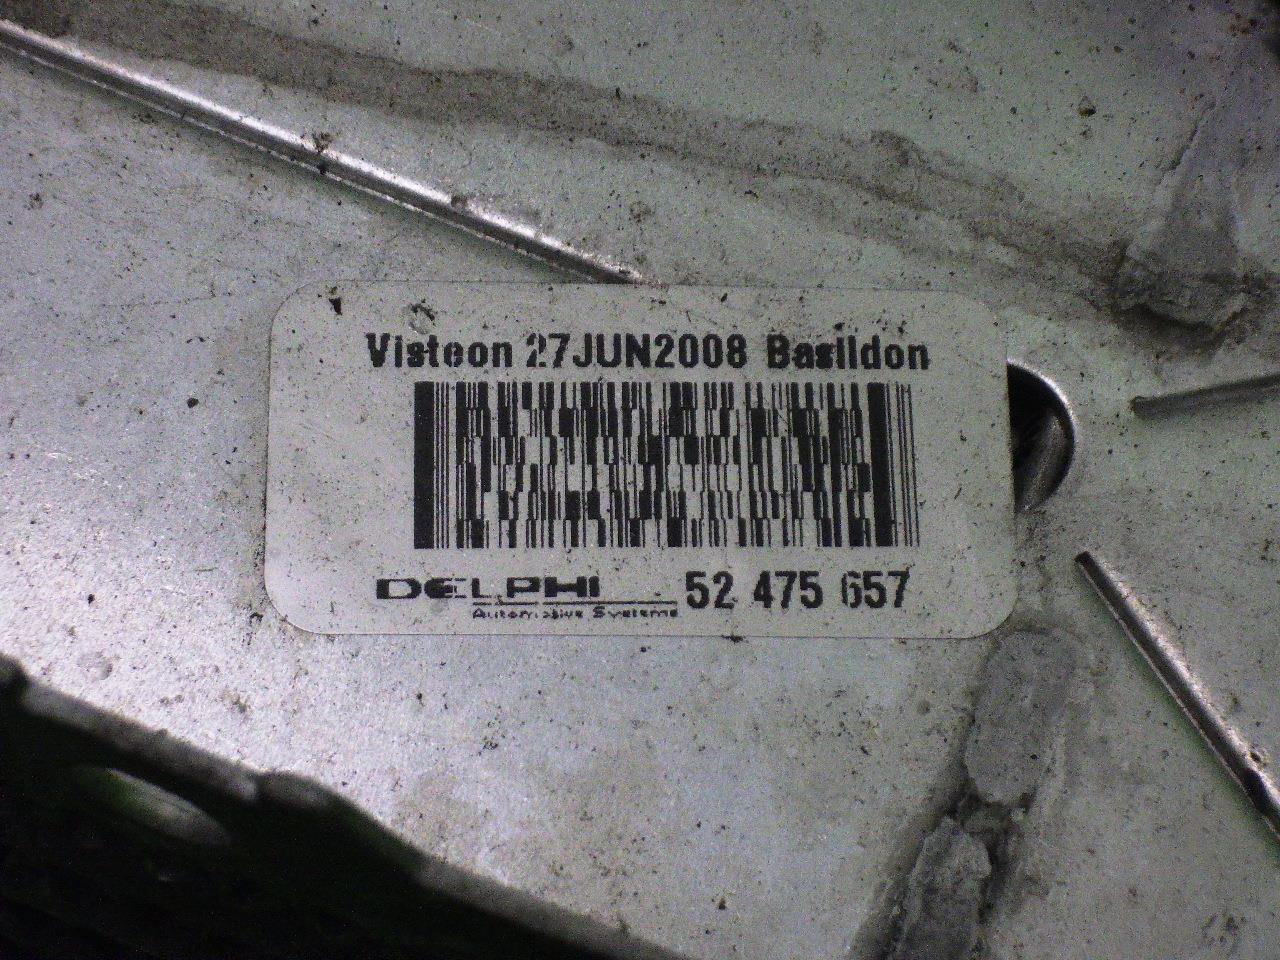 Visteon 27JUN2008 Basildon
DELPHI 52 475 657
Automotive Systems